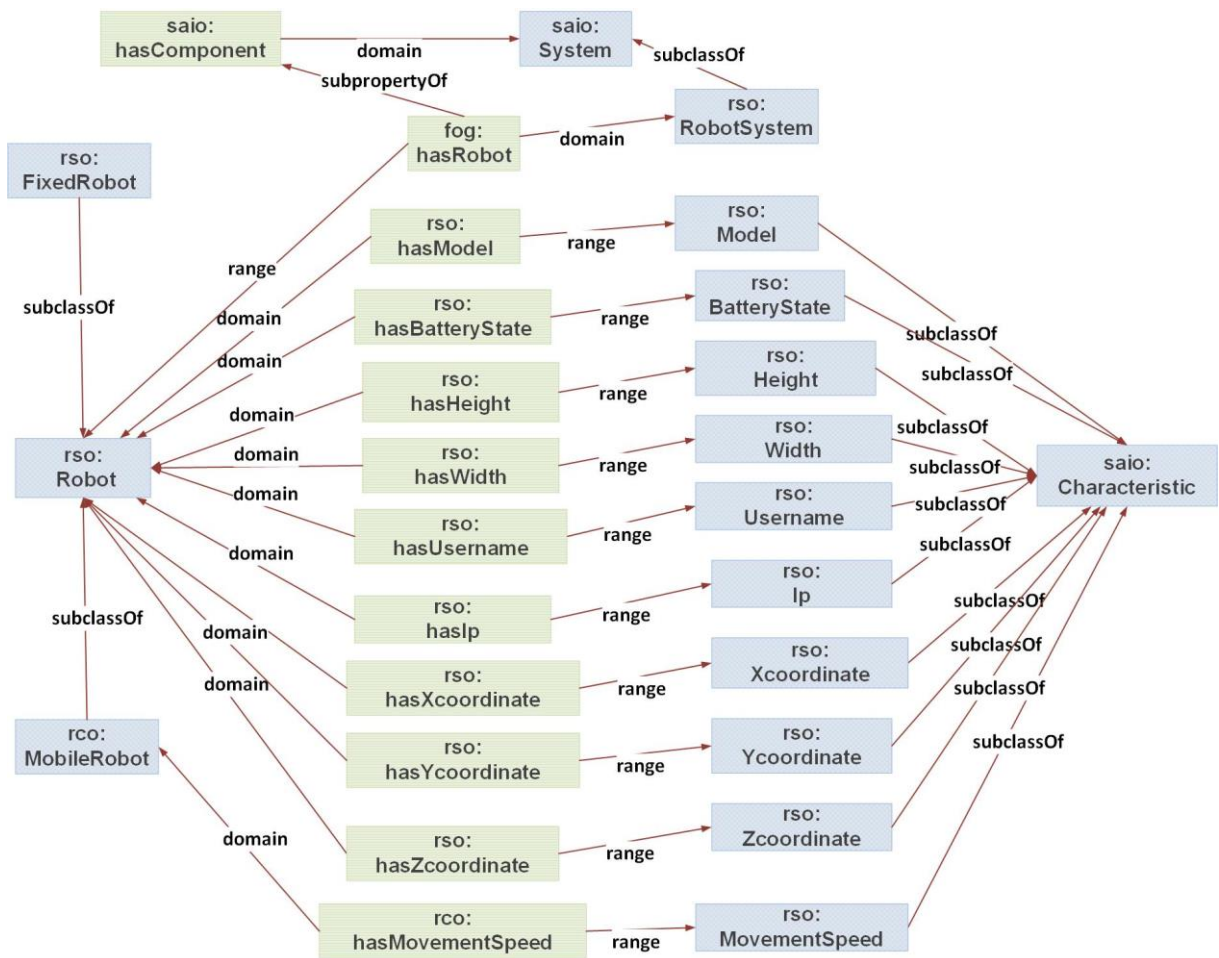 saio:
hasComponent
domain
saio:
System
subpropertyOf
subclassOf
fog:
hasRobot
domain
rso:
RobotSystem
rso:
FixedRobot
rso:
hasModel
range
rso:
Model
range
subclassOf
domain
rso:
hasBatteryState
range
rso:
BatteryState
subclassOf
domain
subclassOf
rso:
hasHeight
range
rso:
Height
domain
subclassOf
rso:
Robot
domain
rso:
hasWidth
range
rso:
Width
subclassOf
saio:
Characteristic
domain
rso:
hasUsername
range
rso:
Username
subclassOf
domain
rso:
hasIp
range
rso:
Ip
subclassOf
subclassOf
domain
rso:
hasXcoordinate
range
rso:
Xcoordinate
subclassOf
domain
rco:
MobileRobot
rso:
hasYcoordinate
range
rso:
Ycoordinate
subclassOf
subclassOf
domain
rso:
hasZcoordinate
range
rso:
Zcoordinate
subclassOf
rco:
hasMovementSpeed
range
rso:
MovementSpeed